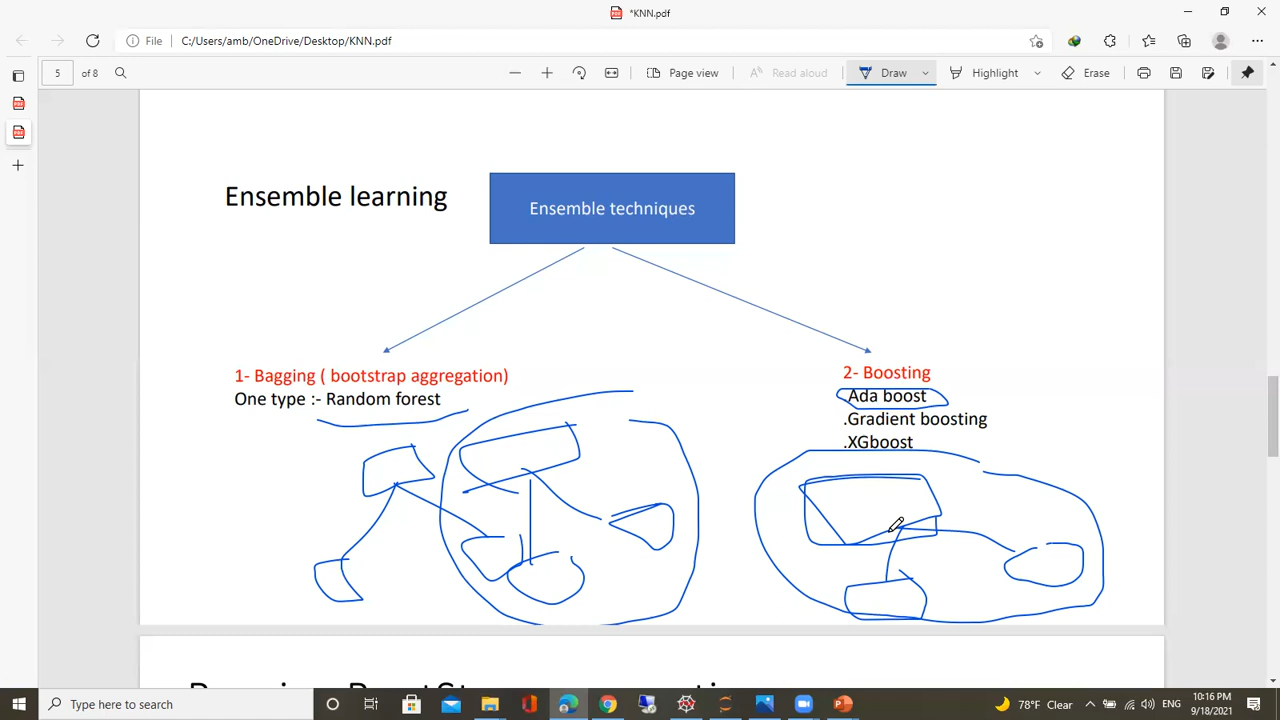 *KNN.pdf
File
C:/Users/amb/OneDrive/Desktop/KNN.pdf
5
of 8
Page view
Read aloud
Draw
Highlight
Erase
Ensemble learning
Ensemble techniques
1- Bagging ( bootstrap aggregation)
One type :- Random forest
2- Boosting
.Ada boost
.Gradient boosting
.XGboost
Type here to search
78°F Clear
10:16 PM
9/18/2021